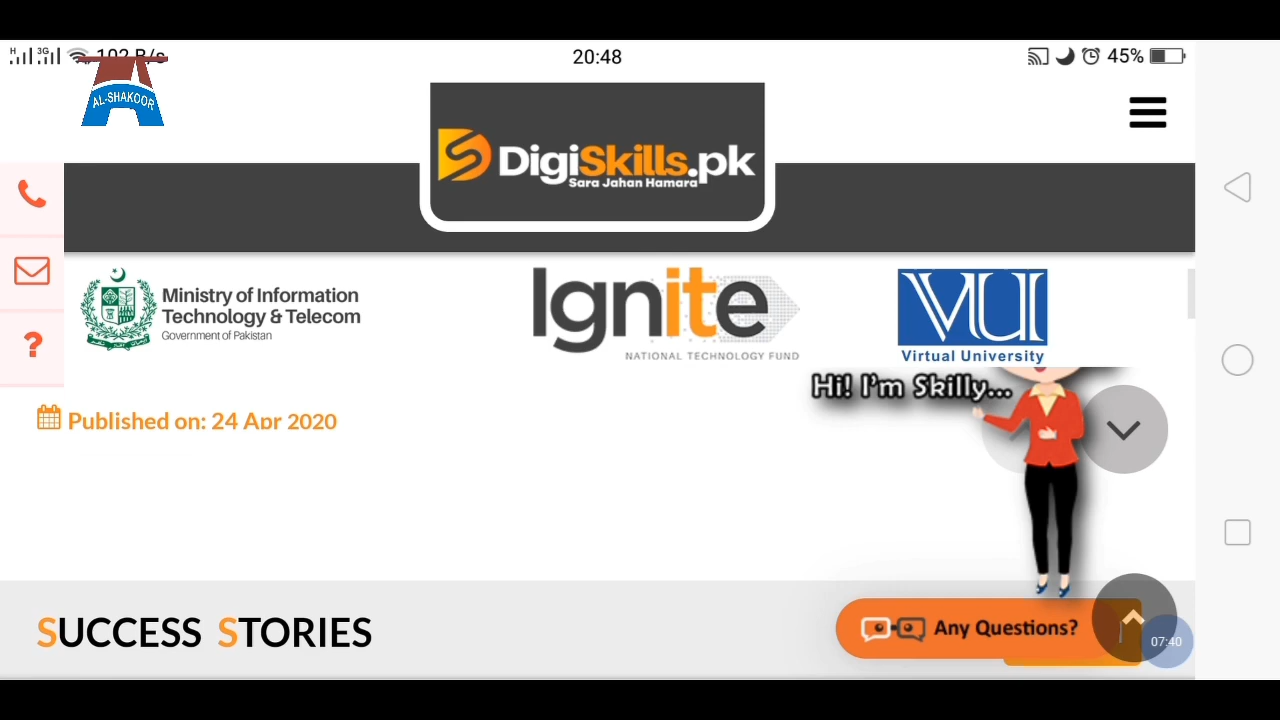 H 3G 102 B/s
20:48
45%
AL-SHAKOOR
DigiSkills.pk
Sara Jahan Hamara
Ministry of Information
Technology & Telecom
Government of Pakistan
Ignite
NATIONAL TECHNOLOGY FUND
VU
Virtual University
Hi! I'm Skilly...
?
Published on: 24 Apr 2020
SUCCESS STORIES
Any Questions?
07:40